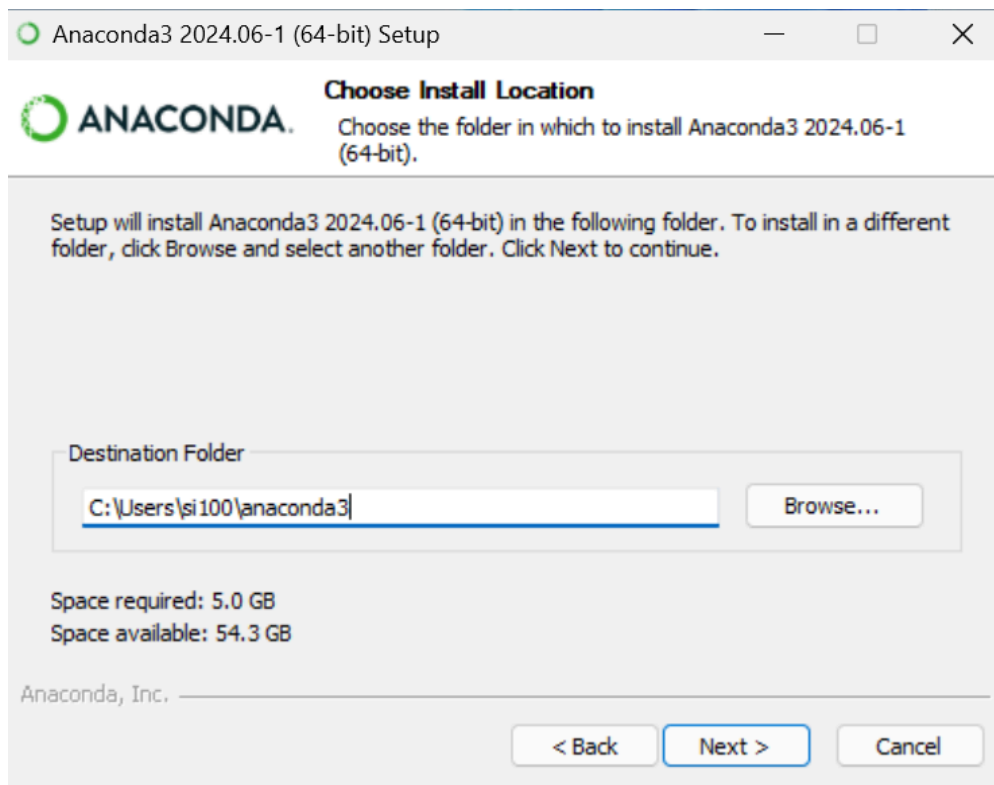 Anaconda3 2024.06-1 (64-bit) Setup
ANACONDA.
Choose Install Location
Choose the folder in which to install Anaconda3 2024.06-1
(64-bit).
Setup will install Anaconda3 2024.06-1 (64-bit) in the following folder. To install in a different
folder, click Browse and select another folder. Click Next to continue.
Destination Folder
C:\Users\si100\anaconda3
Browse...
Space required: 5.0 GB
Space available: 54.3 GB
Anaconda, Inc.
< Back
Next >
Cancel